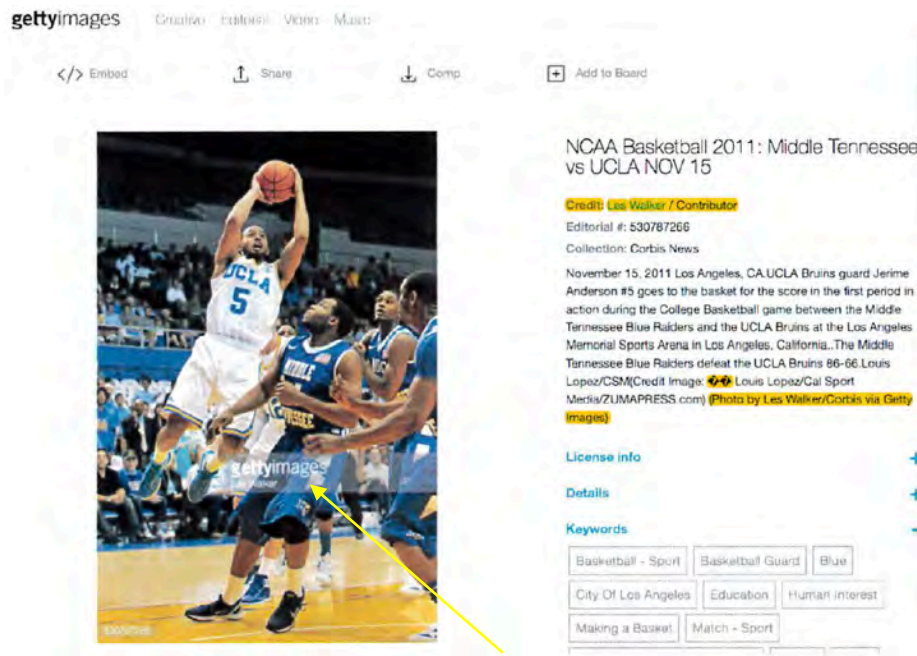 gettyimages Creative Editorial Video Music
</> Embed Share Comp + Add to Board
UCLA
5
MIDDLE
gettyimages
Les Walker
530787266
NCAA Basketball 2011: Middle Tennessee
vs UCLA NOV 15
Credit: Les Walker / Contributor
Editorial #: 530787266
Collection: Corbis News
November 15, 2011 Los Angeles, CA.UCLA Bruins guard Jerime
Anderson #5 goes to the basket for the score in the first period in
action during the College Basketball game between the Middle
Tennessee Blue Raiders and the UCLA Bruins at the Los Angeles
Memorial Sports Arena in Los Angeles, California..The Middle
Tennessee Blue Raiders defeat the UCLA Bruins 86-66.Louis
Lopez/CSM(Credit Image: �� Louis Lopez/Cal Sport
Media/ZUMAPRESS.com) (Photo by Les Walker/Corbis via Getty
Images)
License info +
Details +
Keywords -
Basketball - Sport Basketball Guard Blue
City Of Los Angeles Education Human Interest
Making a Basket Match - Sport